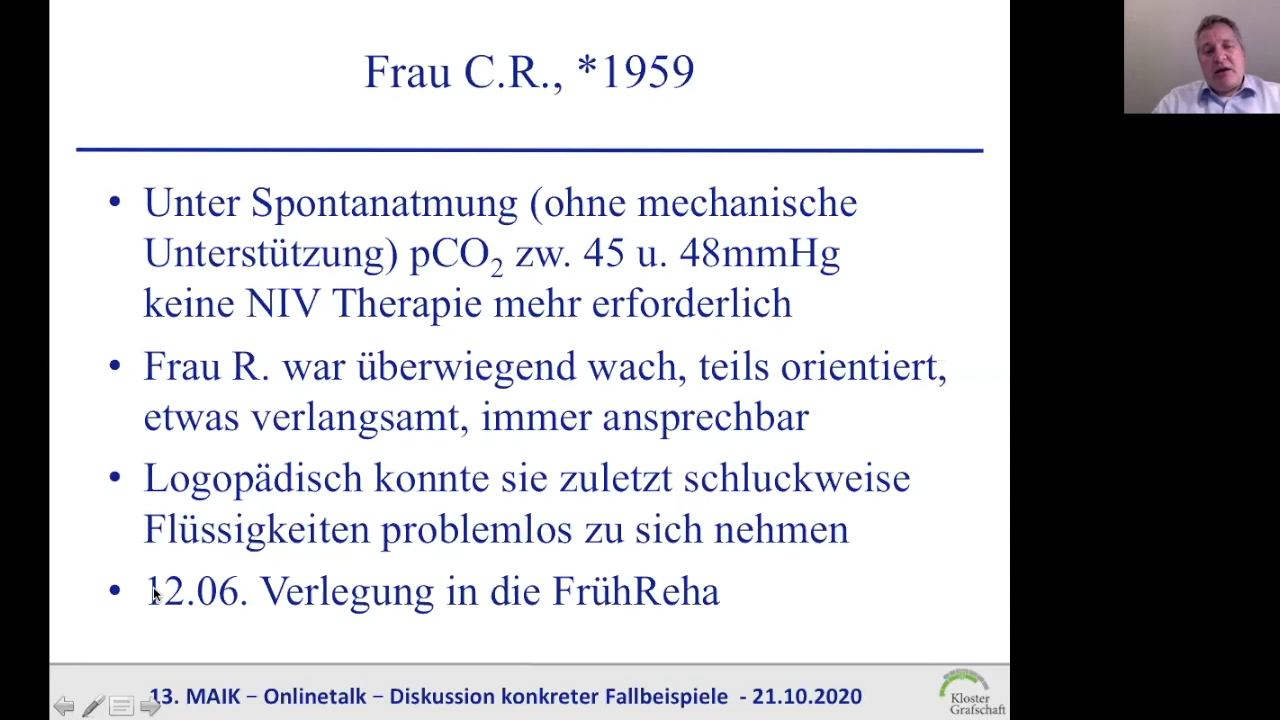 Frau C.R., *1959
• Unter Spontanatmung (ohne mechanische
Unterstützung) pCO₂ zw. 45 u. 48mmHg
keine NIV Therapie mehr erforderlich
• Frau R. war überwiegend wach, teils orientiert,
etwas verlangsamt, immer ansprechbar
• Logopädisch konnte sie zuletzt schluckweise
Flüssigkeiten problemlos zu sich nehmen
• 12.06. Verlegung in die FrühReha
13. MAIK – Onlinetalk – Diskussion konkreter Fallbeispiele - 21.10.2020
Kloster
Grafschaft